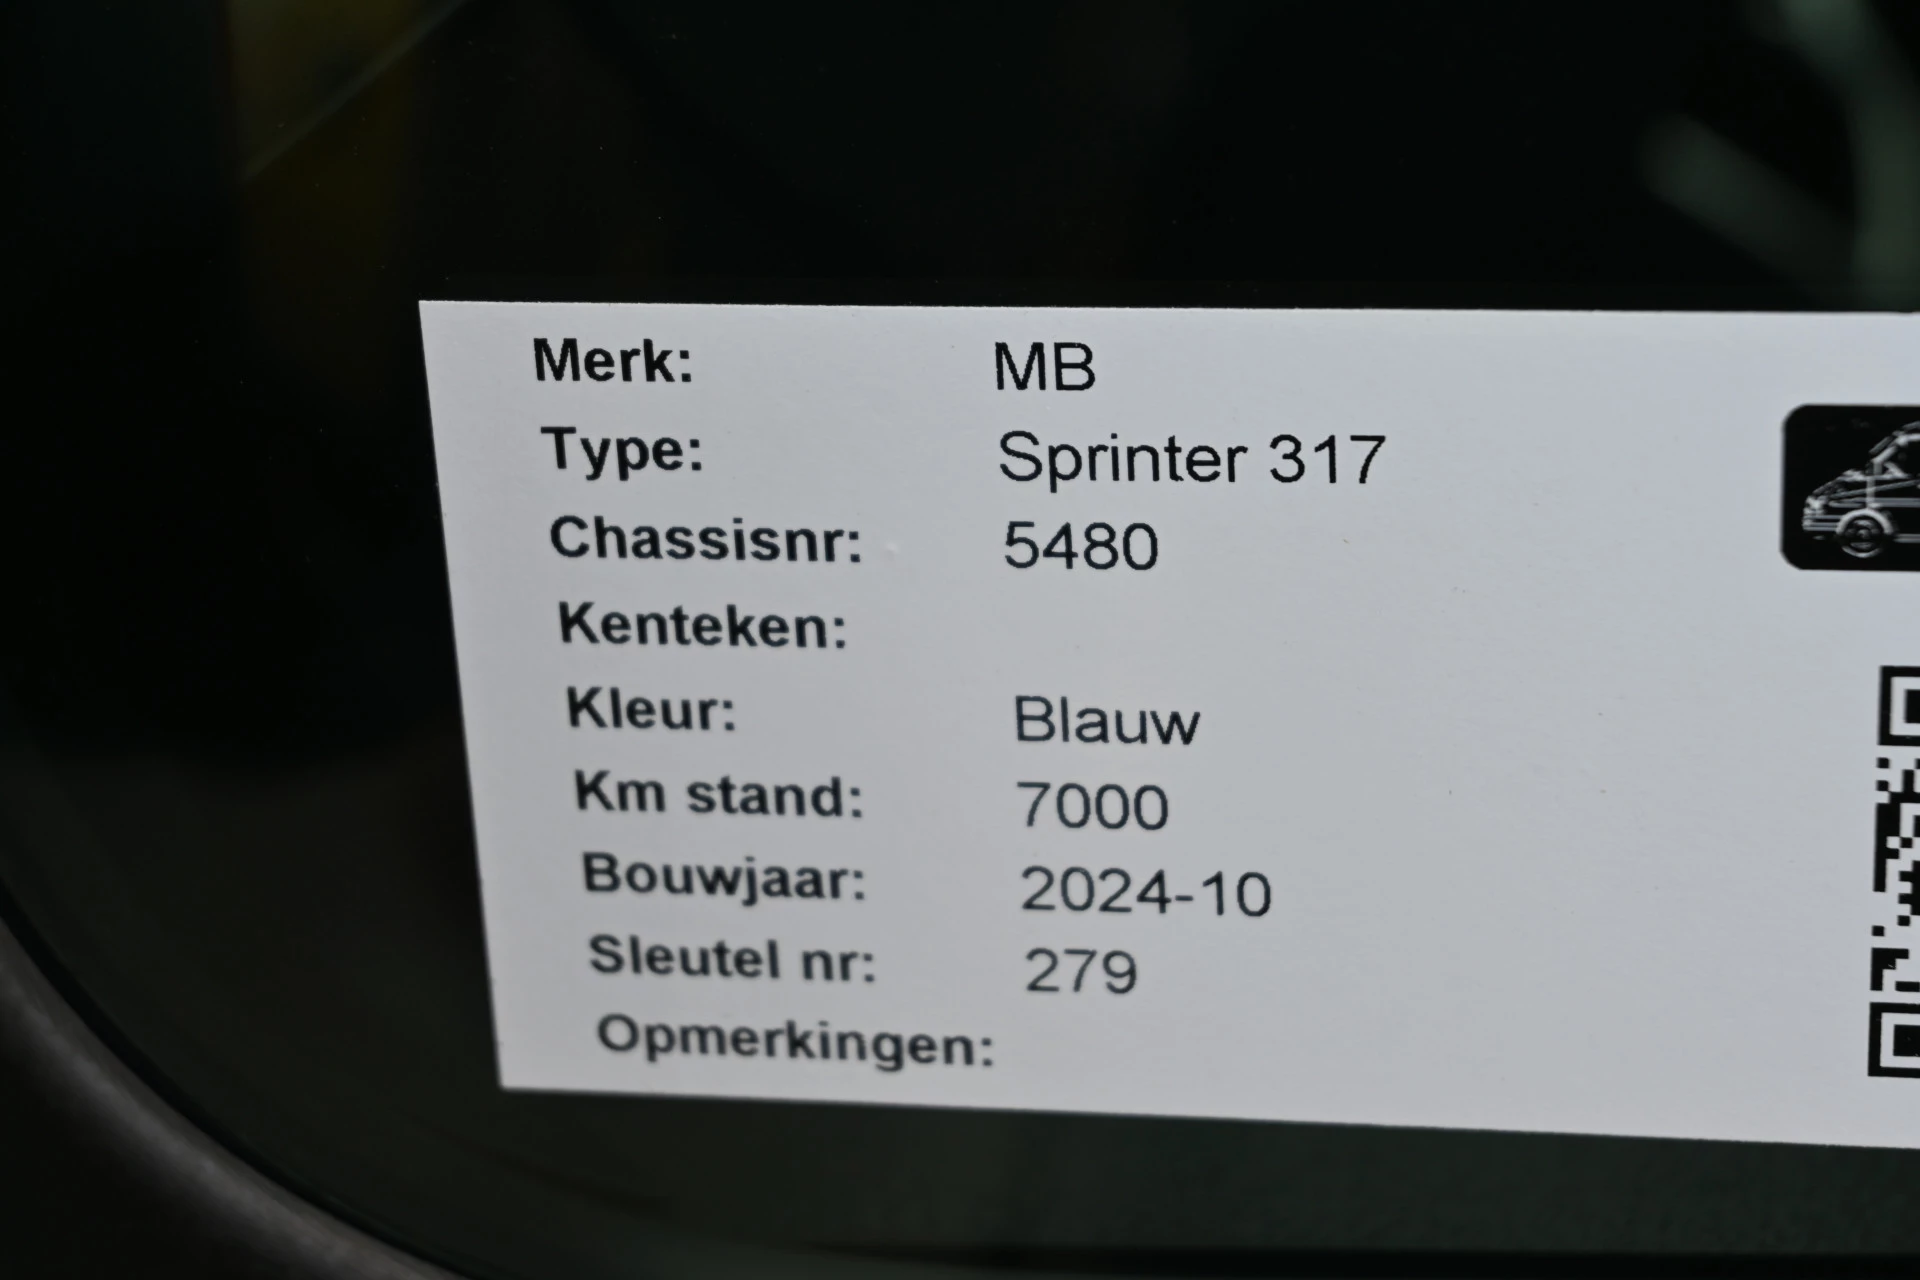 Merk: MB
Type: Sprinter 317
Chassisnr: 5480
Kenteken:
Kleur: Blauw
Km stand: 7000
Bouwjaar: 2024-10
Sleutel nr: 279
Opmerkingen: